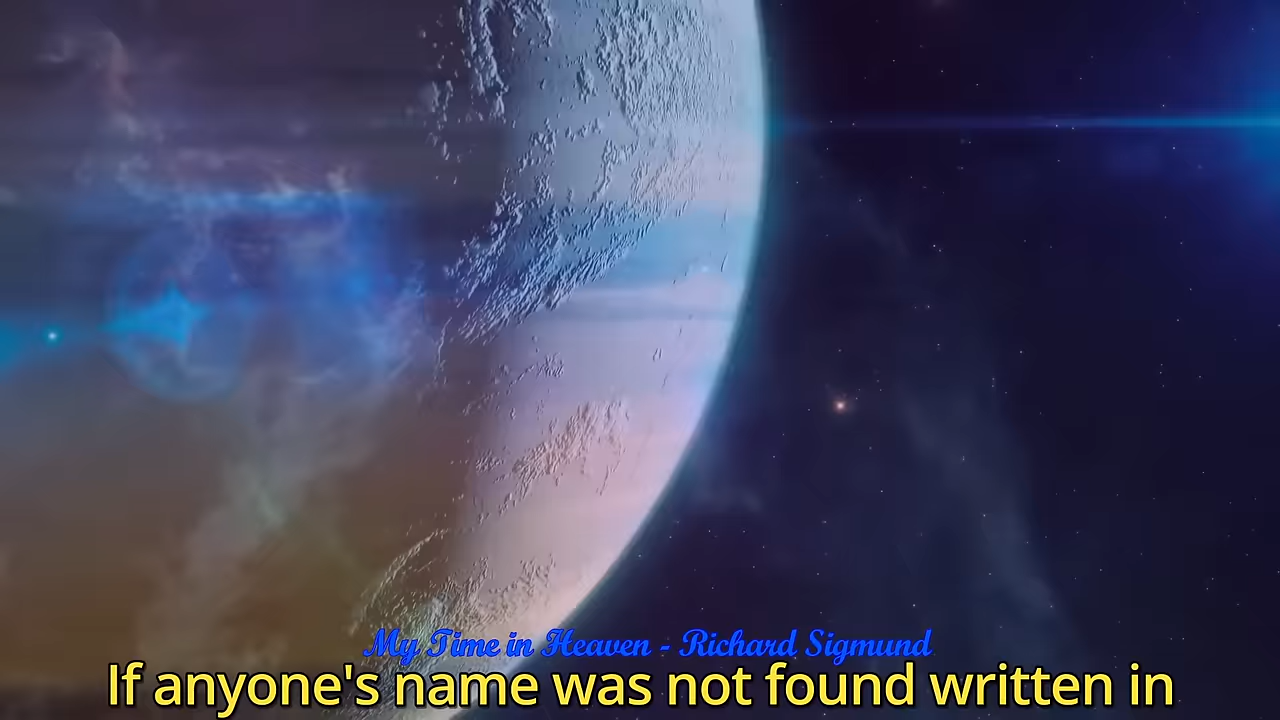 My Time in Heaven - Richard Sigmund
If anyone's name was not found written in